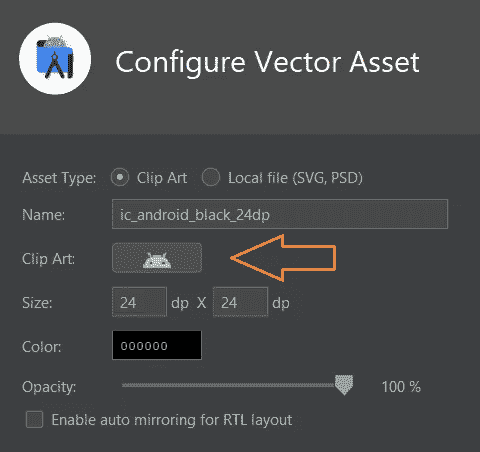 Configure Vector Asset
Asset Type: Clip Art Local file (SVG, PSD)
Name: ic_android_black_24dp
Clip Art:
Size: 24 dp X 24 dp
Color: 000000
Opacity: 100 %
Enable auto mirroring for RTL layout